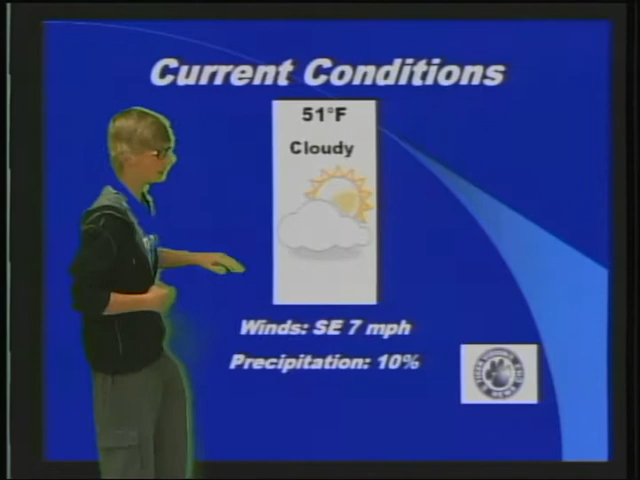 Current Conditions
51°F
Cloudy
Winds: SE 7 mph
Precipitation: 10%